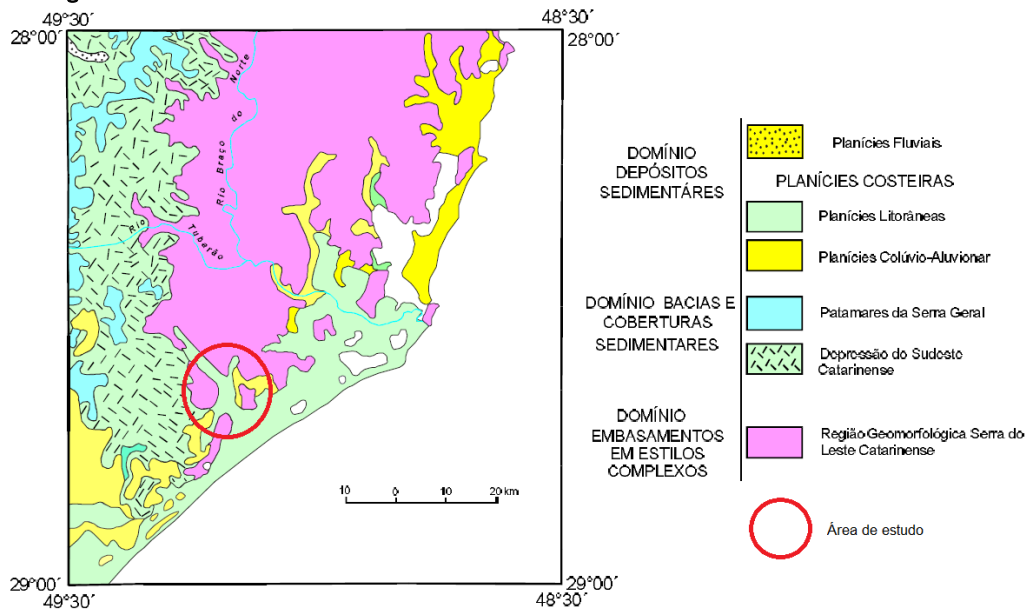 49°30´
48°30´
28°00´
28°00´
Rio Braço do Norte
Rio Tubarão
10 0 10 20 km
29°00´
29°00´
49°30´
48°30´
DOMÍNIO
DEPÓSITOS
SEDIMENTÁRES
Planícies Fluviais
PLANÍCIES COSTEIRAS
Planícies Litorâneas
Planícies Colúvio-Aluvionar
DOMÍNIO BACIAS E
COBERTURAS
SEDIMENTARES
Patamares da Serra Geral
Depressão do Sudeste
Catarinense
DOMÍNIO
EMBASAMENTOS
EM ESTILOS
COMPLEXOS
Região Geomorfológica Serra do
Leste Catarinense
Área de estudo